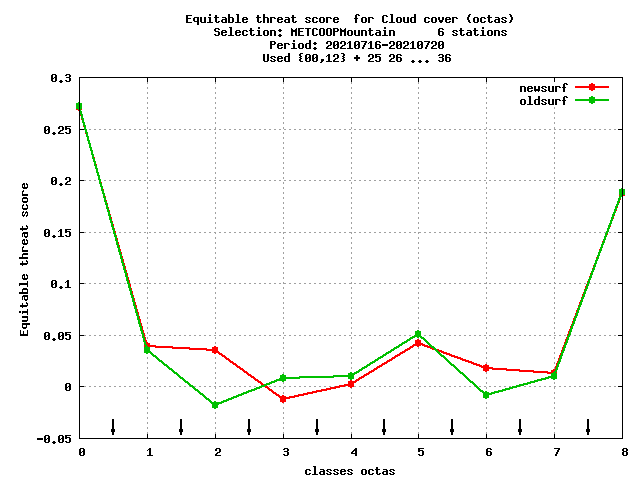 Equitable threat score  for Cloud cover (octas)
Selection: METCOOPMountain      6 stations
Period: 20210716-20210720
Used {00,12} + 25 26 ... 36
newsurf
oldsurf
0.3
0.25
0.2
0.15
0.1
0.05
0
-0.05
Equitable threat score
0 1 2 3 4 5 6 7 8
classes octas